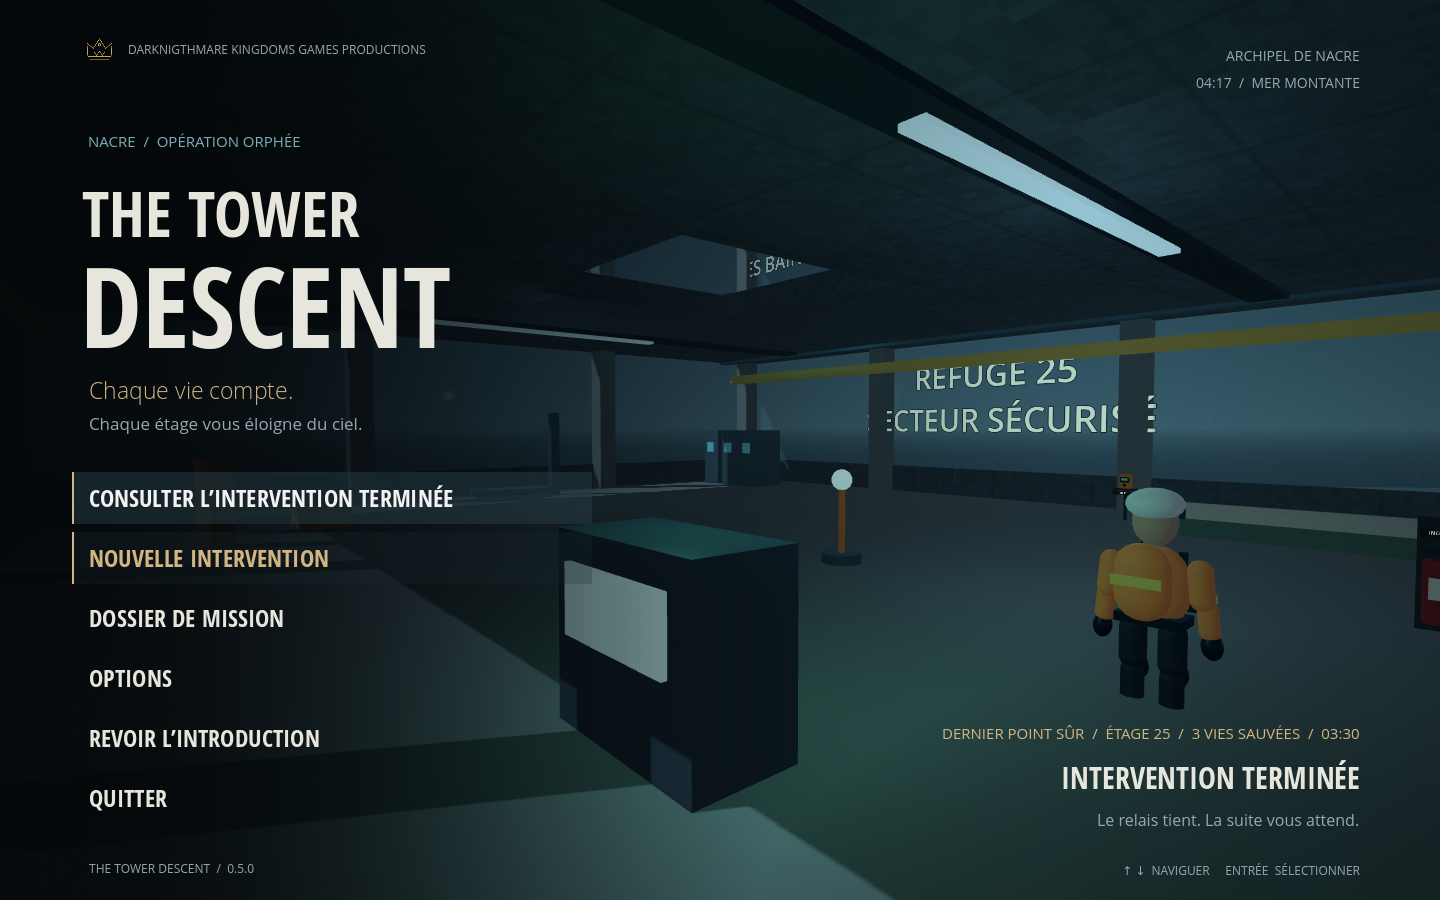 DARKNIGTHMARE KINGDOMS GAMES PRODUCTIONS
ARCHIPEL DE NACRE
04:17 / MER MONTANTE
NACRE / OPÉRATION ORPHÉE
THE TOWER
DESCENT
Chaque vie compte.
Chaque étage vous éloigne du ciel.
REFUGE 25
ECTEUR SÉCURISÉ
CONSULTER L’INTERVENTION TERMINÉE
NOUVELLE INTERVENTION
DOSSIER DE MISSION
OPTIONS
REVOIR L’INTRODUCTION
QUITTER
DERNIER POINT SÛR / ÉTAGE 25 / 3 VIES SAUVÉES / 03:30
INTERVENTION TERMINÉE
Le relais tient. La suite vous attend.
THE TOWER DESCENT / 0.5.0
↑ ↓ NAVIGUER ENTRÉE SÉLECTIONNER